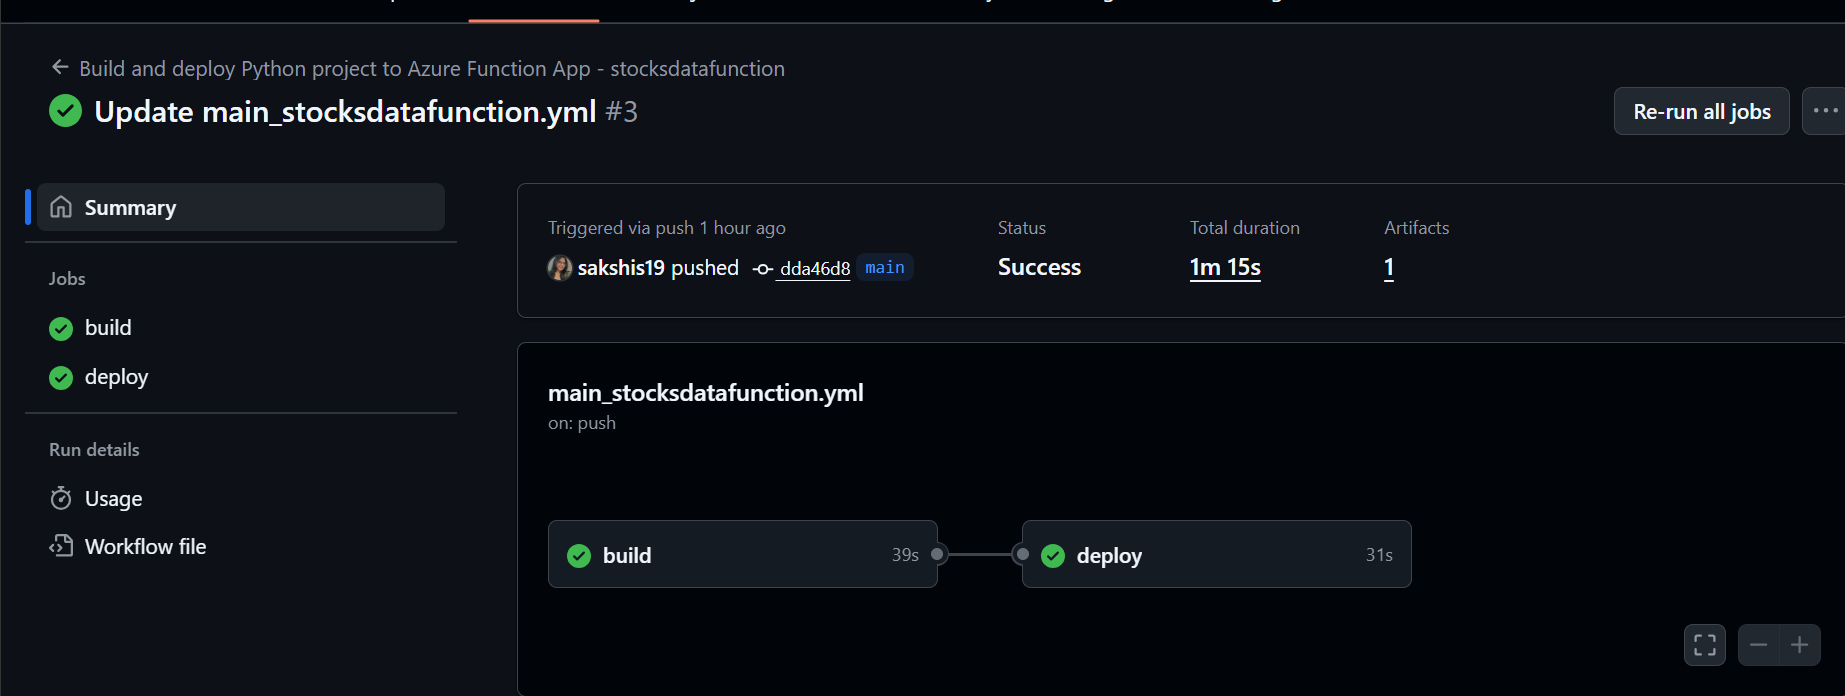 Build and deploy Python project to Azure Function App - stocksdatafunction
Update main_stocksdatafunction.yml #3
Re-run all jobs
Summary
Jobs
build
deploy
Run details
Usage
Workflow file
Triggered via push 1 hour ago
sakshis19 pushed dda46d8 main
Status
Success
Total duration
1m 15s
Artifacts
1
main_stocksdatafunction.yml
on: push
build 39s
deploy 31s